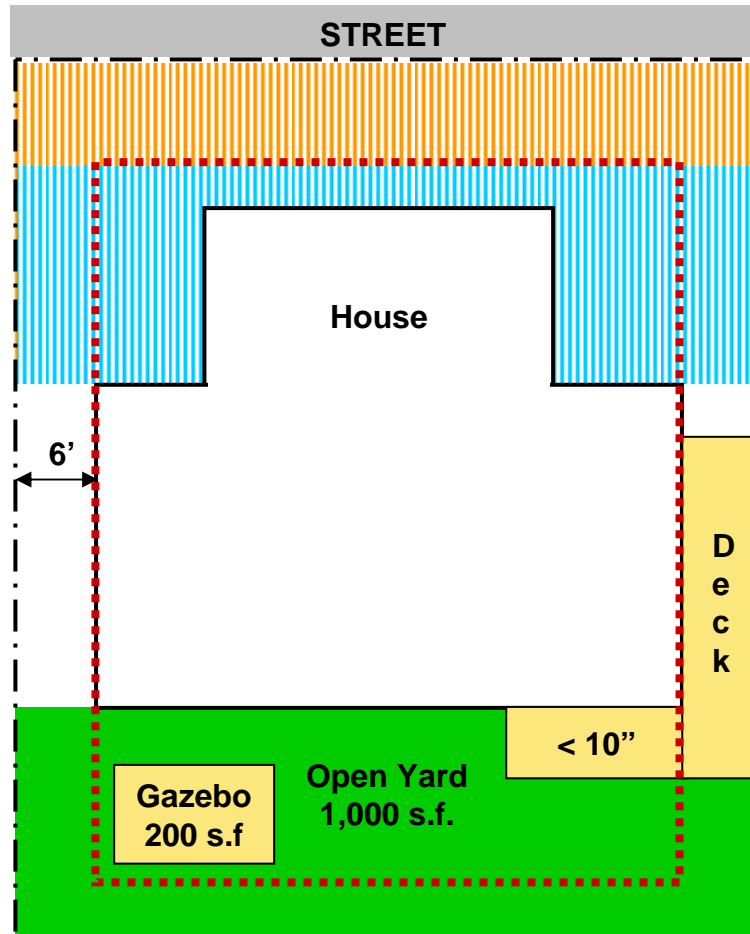 STREET
House
6’
D
e
c
k
< 10”
Open Yard
1,000 s.f.
Gazebo
200 s.f